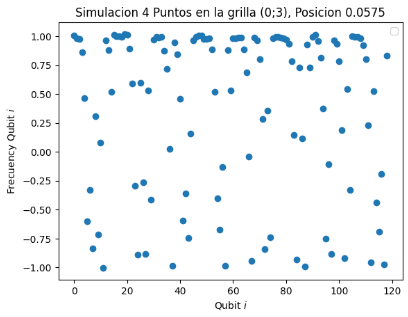 Simulacion 4 Puntos en la grilla (0;3), Posicion 0.0575
1.00
0.75
0.50
0.25
0.00
−0.25
−0.50
−0.75
−1.00
Frecuency Qubit i
0 20 40 60 80 100 120
Qubit i